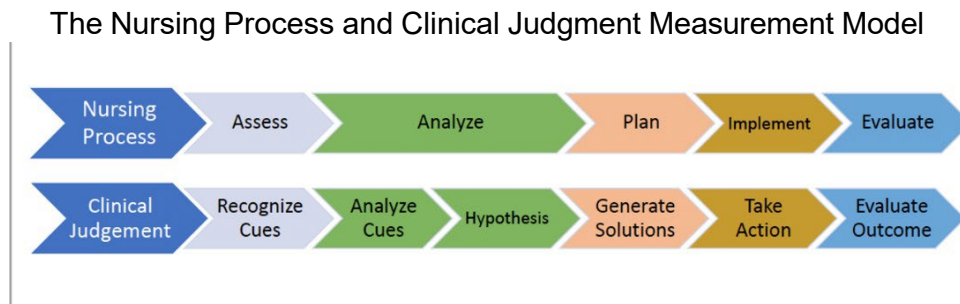 The Nursing Process and Clinical Judgment Measurement Model
Nursing
Process
Assess
Analyze
Plan
Implement
Evaluate
Clinical
Judgement
Recognize
Cues
Analyze
Cues
Hypothesis
Generate
Solutions
Take
Action
Evaluate
Outcome